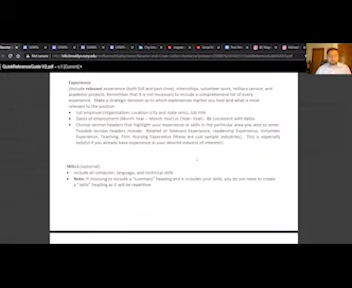 QuickReferenceGuide V2.pdf
Experience
(Include relevant experience (both full and part-time), internships, volunteer work, military service, and
academic projects. Remember that it is not necessary to include a comprehensive list of every
experience. Make a strategic decision as to which experiences market you best and what is most
relevant to the position)
List employer/organization, Location (city and state only), Job title
Dates of employment (Month – Month Year) or (Year- Year). Be consistent with dates
Choose section headers that highlight your experience or skills in the particular area you wish to enter.
Possible section headers include: Related or Relevant Experience, Leadership Experience, Volunteer
Experience, Teaching, Film, Nursing Experience (these are just sample industries). This is especially
helpful if you already have experience in your desired industry of interest!)
SKILLS (optional)
Include all computer, language, and technical skills
Note: If choosing to include a "summary" heading and it includes your skills, you do not need to create
a "skills" heading as it will be repetitive